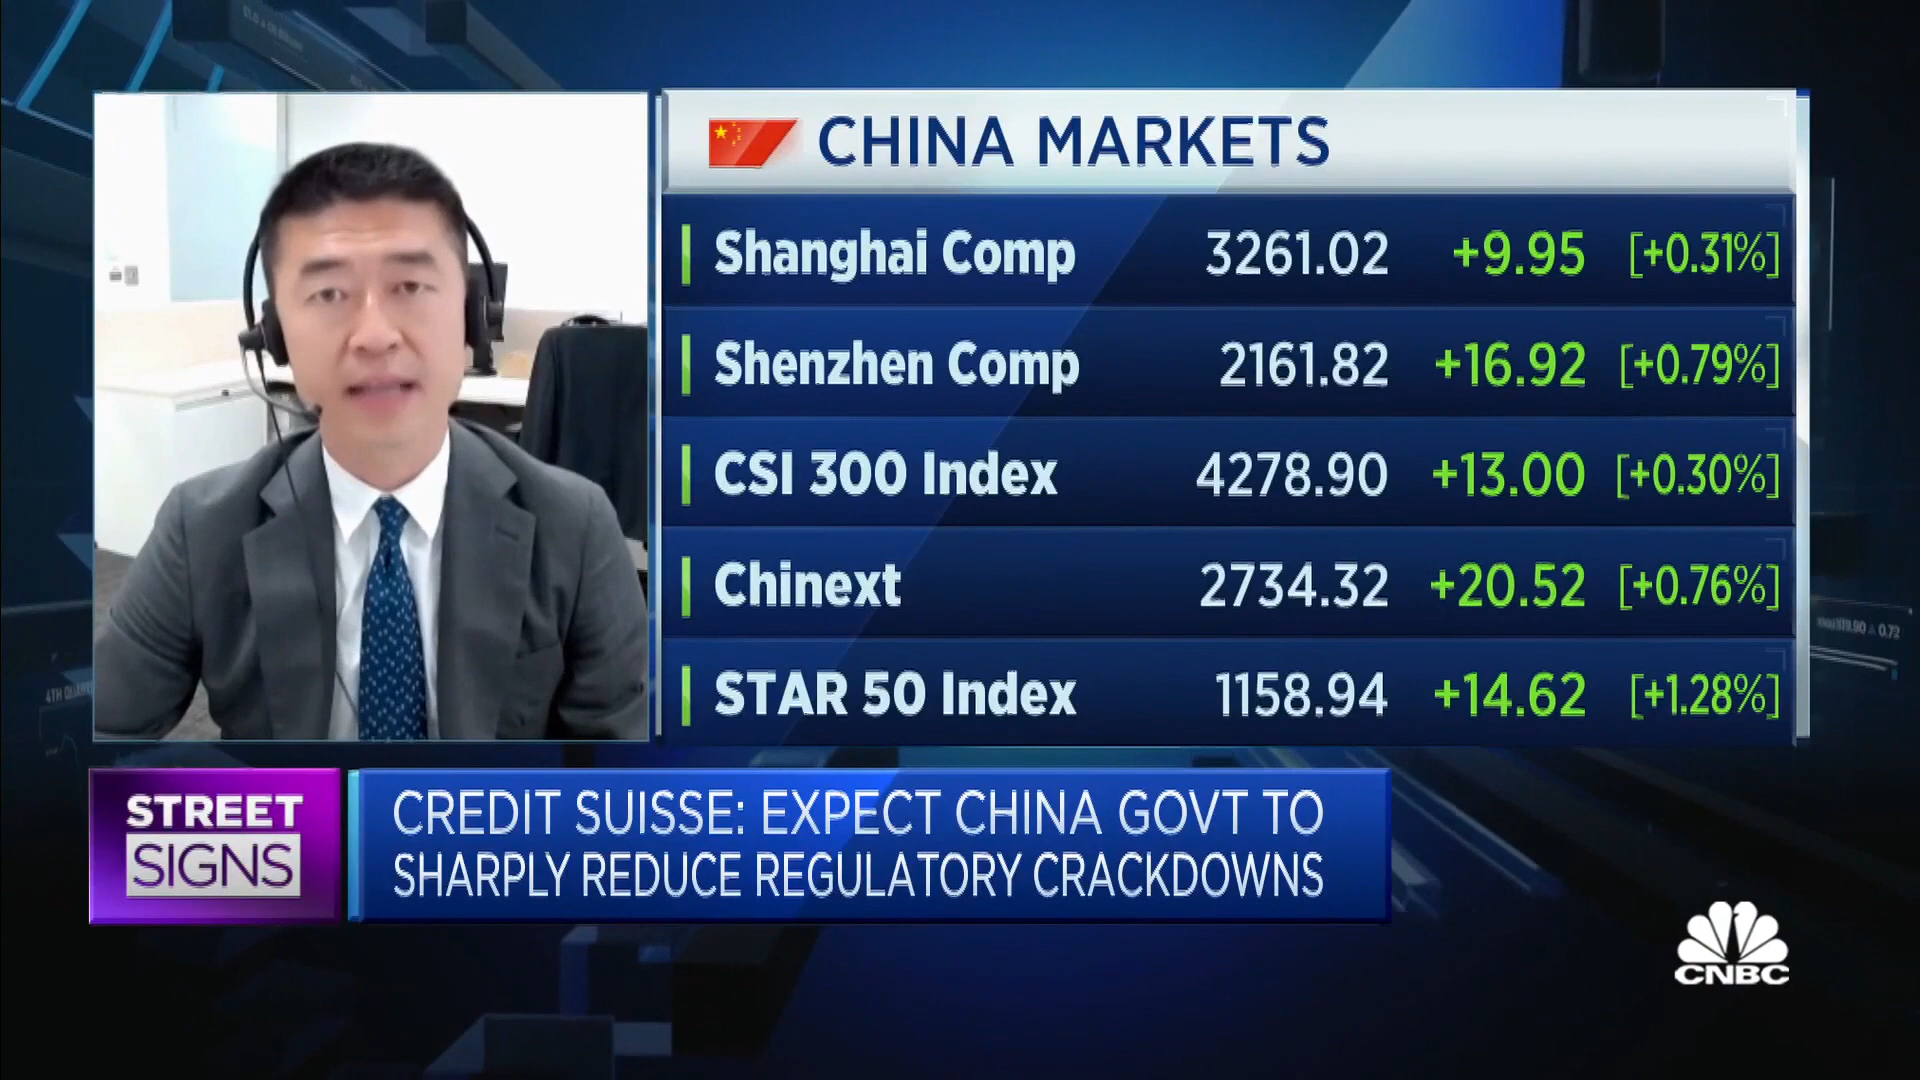 CHINA MARKETS
Shanghai Comp 3261.02 +9.95 [+0.31%]
Shenzhen Comp 2161.82 +16.92 [+0.79%]
CSI 300 Index 4278.90 +13.00 [+0.30%]
Chinext 2734.32 +20.52 [+0.76%]
STAR 50 Index 1158.94 +14.62 [+1.28%]
STREET
SIGNS
CREDIT SUISSE: EXPECT CHINA GOVT TO
SHARPLY REDUCE REGULATORY CRACKDOWNS
CNBC